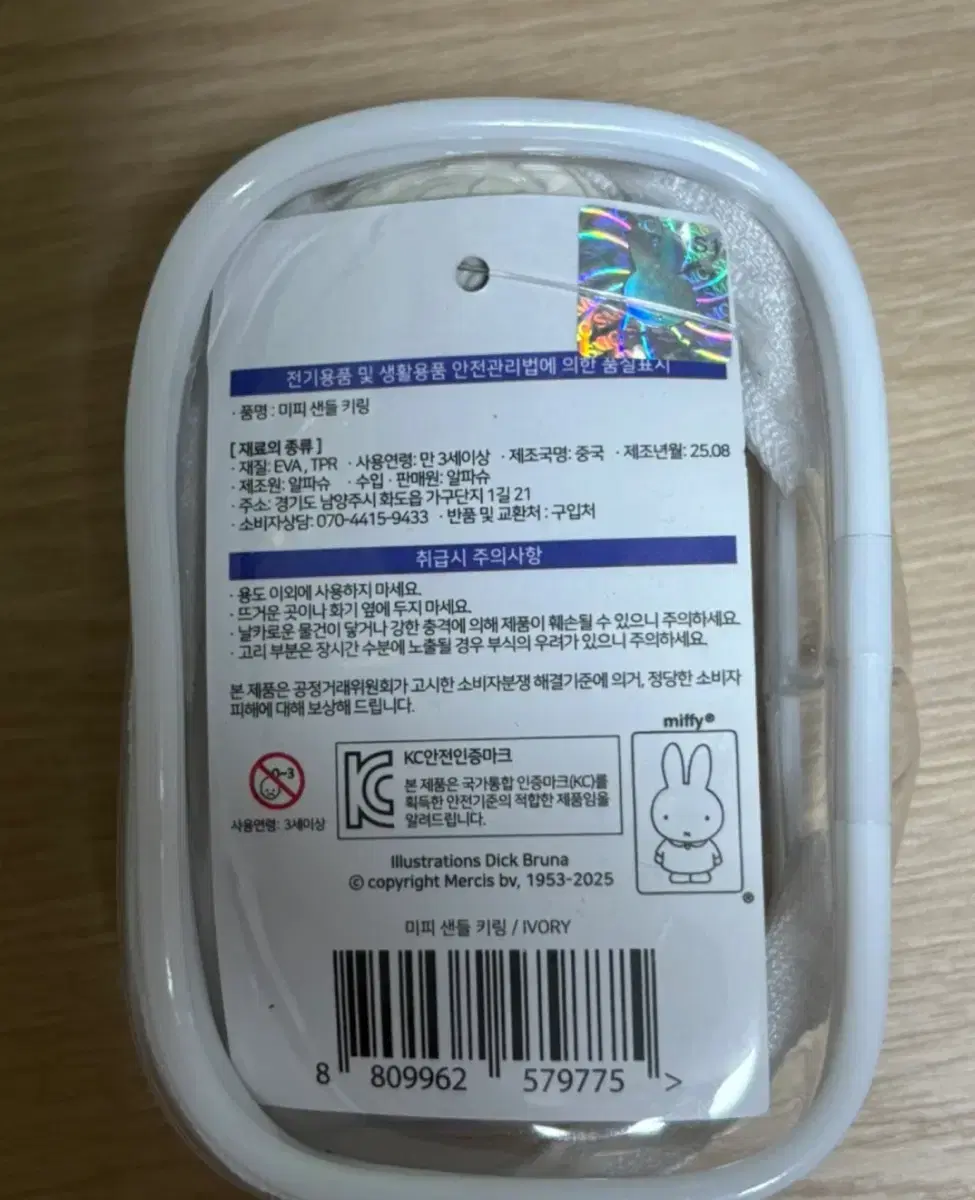 S1
전기용품 및 생활용품 안전관리법에 의한 품질표시
· 품명 : 미피 샌들 키링
[ 재료의 종류 ]
· 재질: EVA , TPR · 사용연령: 만 3세이상 · 제조국명: 중국 · 제조년월: 25.08
· 제조원: 알파슈 · 수입 · 판매원: 알파슈
· 주소: 경기도 남양주시 화도읍 가구단지 1길 21
· 소비자상담: 070-4415-9433 · 반품 및 교환처 : 구입처
취급시 주의사항
· 용도 이외에 사용하지 마세요.
· 뜨거운 곳이나 화기 옆에 두지 마세요.
· 날카로운 물건이 닿거나 강한 충격에 의해 제품이 훼손될 수 있으니 주의하세요.
· 고리 부분은 장시간 수분에 노출될 경우 부식의 우려가 있으니 주의하세요.
본 제품은 공정거래위원회가 고시한 소비자분쟁 해결기준에 의거, 정당한 소비자
피해에 대해 보상해 드립니다.
miffy®
0-3
사용연령: 3세이상
KC
KC안전인증마크
본 제품은 국가통합 인증마크(KC)를
획득한 안전기준의 적합한 제품임을
알려드립니다.
®
Illustrations Dick Bruna
© copyright Mercis bv, 1953-2025
미피 샌들 키링 / IVORY
8 809962 579775 >